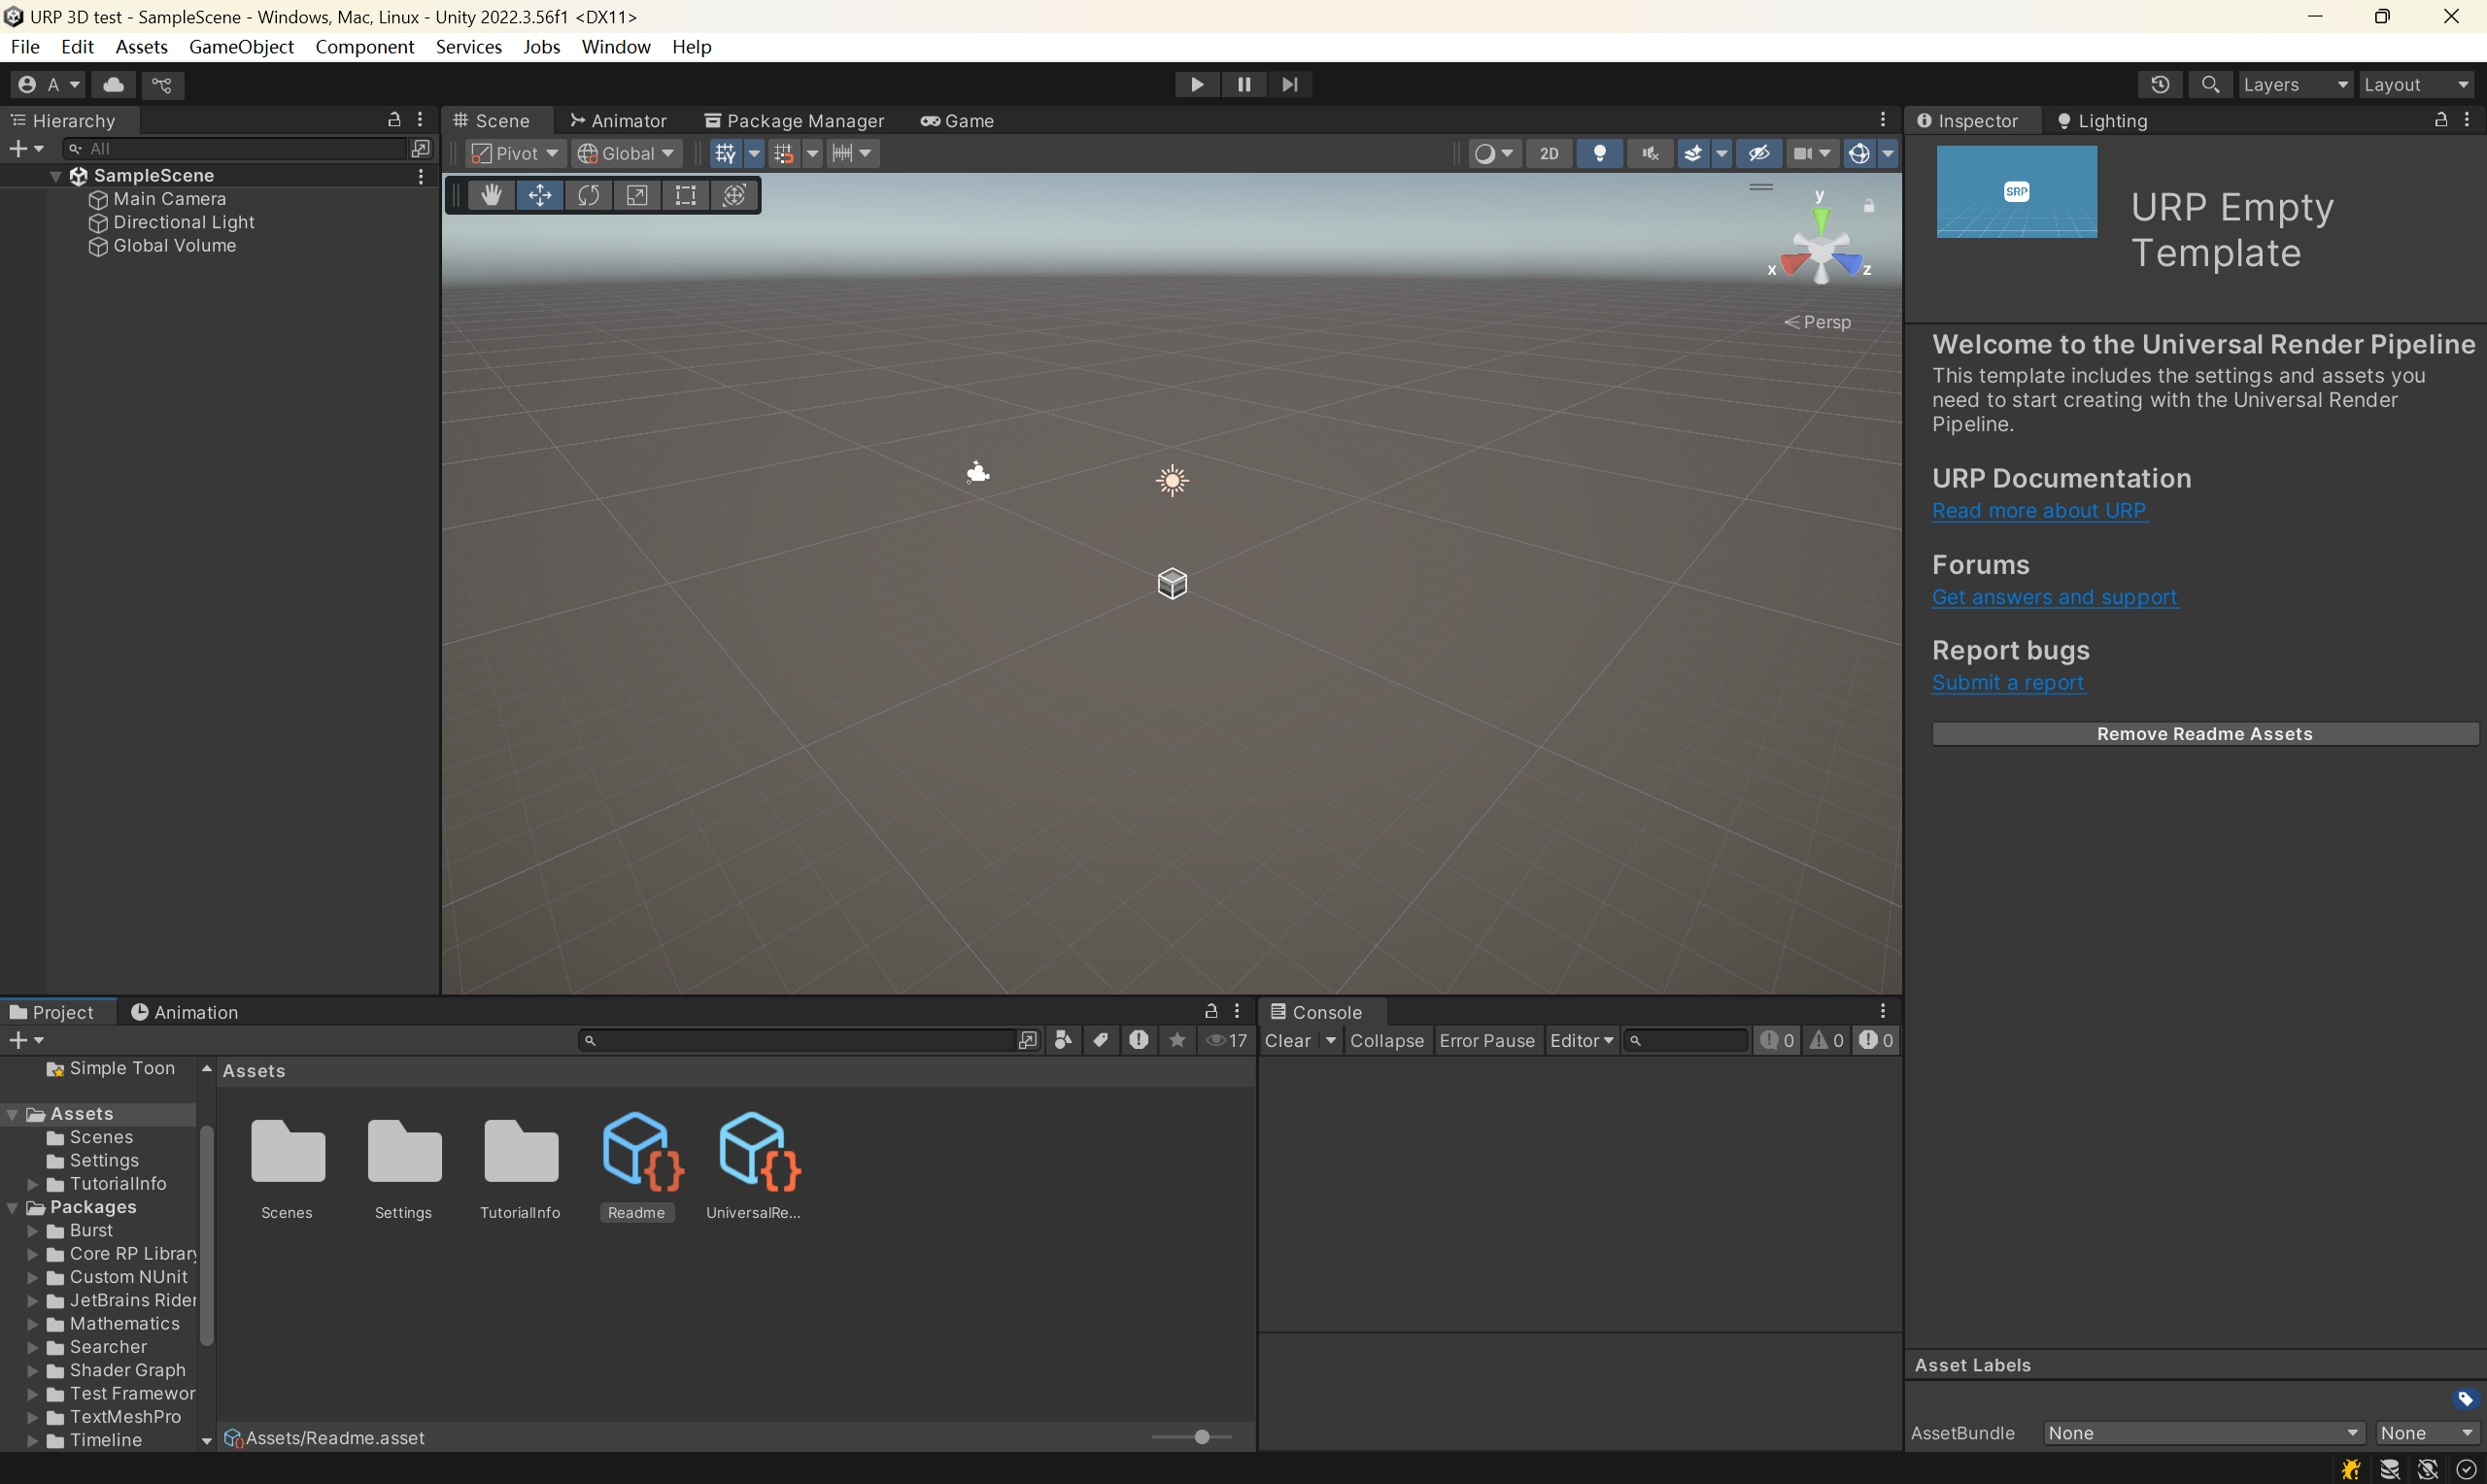 URP 3D test - SampleScene - Windows, Mac, Linux - Unity 2022.3.56f1 <DX11>
File Edit Assets GameObject Component Services Jobs Window Help
A
Layers
Layout
Hierarchy
All
SampleScene
Main Camera
Directional Light
Global Volume
Scene
Animator
Package Manager
Game
Pivot
Global
2D
y
x
z
Persp
Inspector
Lighting
SRP
URP Empty
Template
Welcome to the Universal Render Pipeline
This template includes the settings and assets you
need to start creating with the Universal Render
Pipeline.
URP Documentation
Read more about URP
Forums
Get answers and support
Report bugs
Submit a report
Remove Readme Assets
Project
Animation
17
Simple Toon
Assets
Scenes
Settings
TutorialInfo
Packages
Burst
Core RP Library
Custom NUnit
JetBrains Rider
Mathematics
Searcher
Shader Graph
Test Framewor
TextMeshPro
Timeline
Assets
Scenes
Settings
TutorialInfo
Readme
UniversalRe...
Assets/Readme.asset
Console
Clear
Collapse
Error Pause
Editor
0
0
0
Asset Labels
AssetBundle
None
None